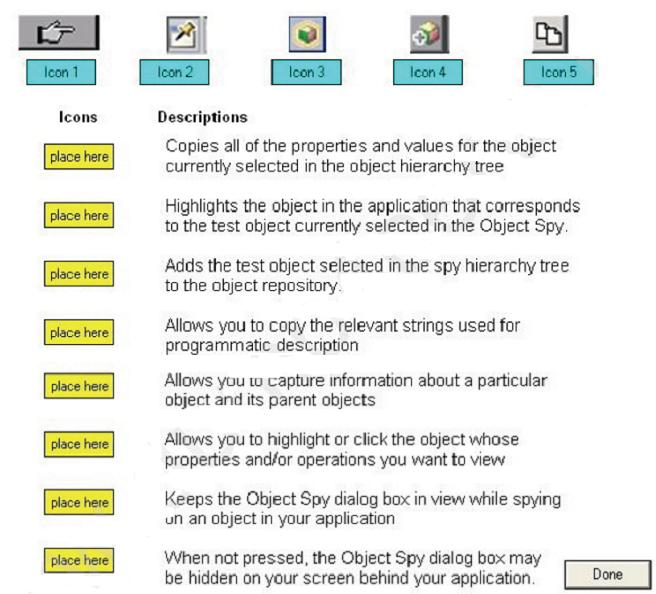 Icon 1 Icon 2 Icon 3 Icon 4 Icon 5
Icons Descriptions
place here Copies all of the properties and values for the object
currently selected in the object hierarchy tree
place here Highlights the object in the application that corresponds
to the test object currently selected in the Object Spy.
place here Adds the test object selected in the spy hierarchy tree
to the object repository.
place here Allows you to copy the relevant strings used for
programmatic description
place here Allows you to capture information about a particular
object and its parent objects
place here Allows you to highlight or click the object whose
properties and/or operations you want to view
place here Keeps the Object Spy dialog box in view while spying
on an object in your application
place here When not pressed, the Object Spy dialog box may
be hidden on your screen behind your application.
Done